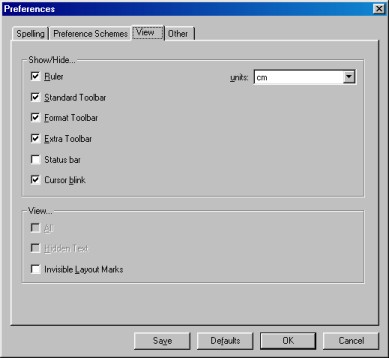 Preferences
Spelling Preference Schemes View Other
Show/Hide...
Ruler units: cm
Standard Toolbar
Format Toolbar
Extra Toolbar
Status bar
Cursor blink
View...
All
Hidden Text
Invisible Layout Marks
Save Defaults OK Cancel